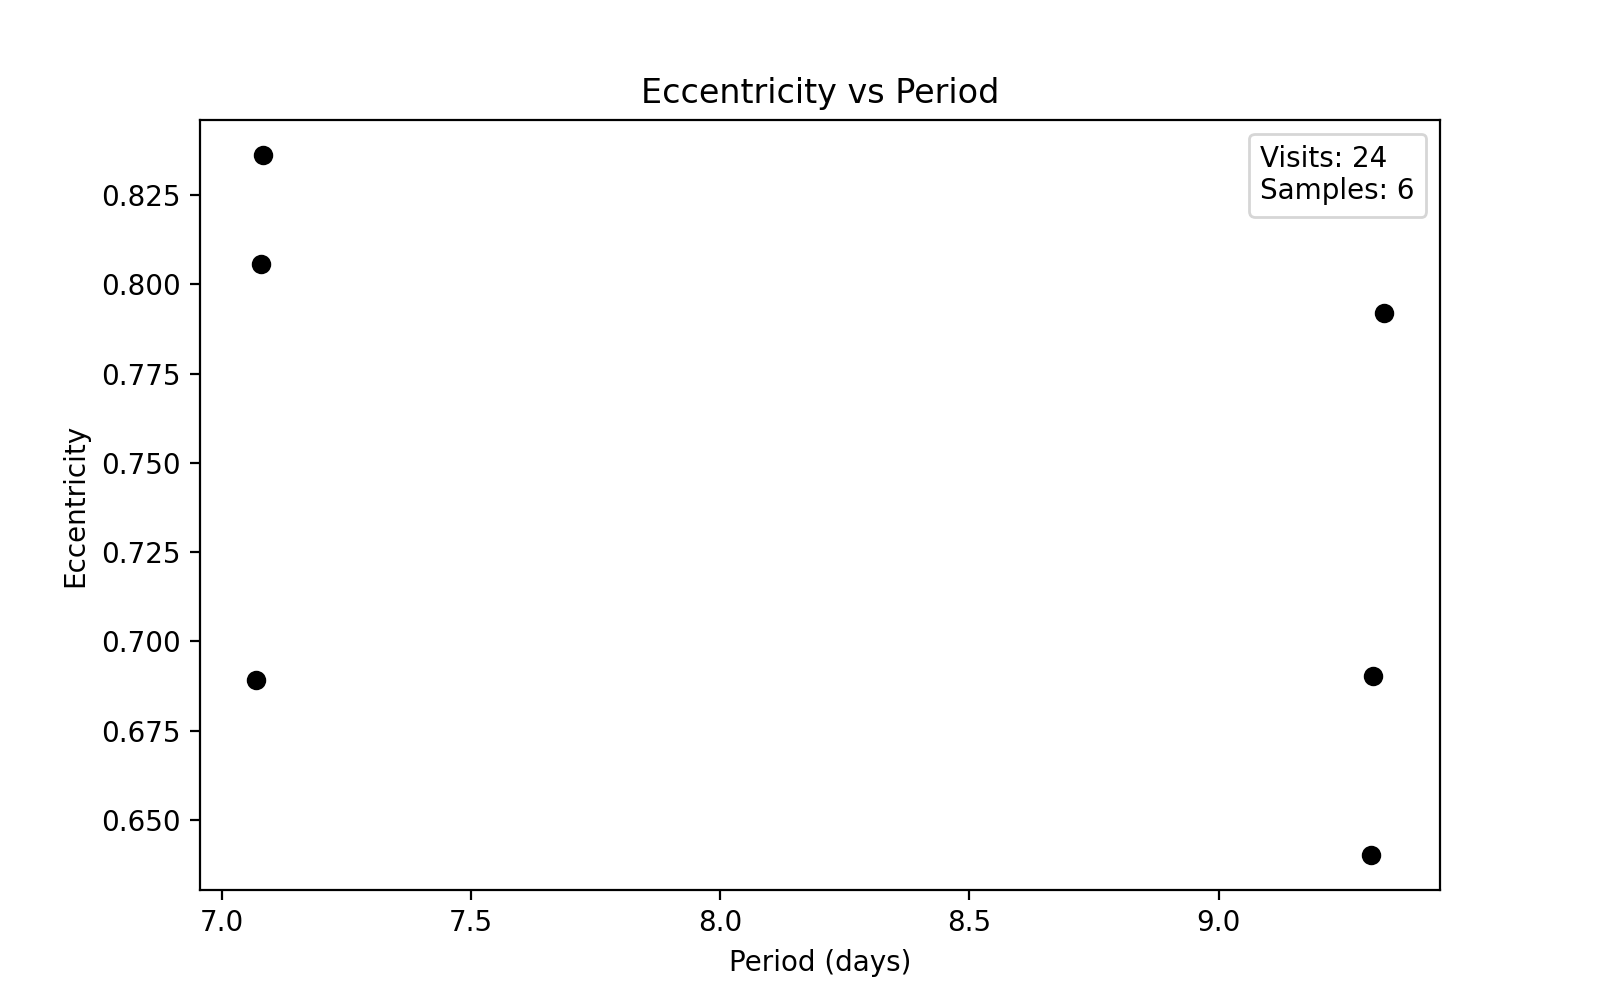 Eccentricity vs Period
Visits: 24
Samples: 6
0.825
0.800
0.775
0.750
0.725
0.700
0.675
0.650
Eccentricity
7.0
7.5
8.0
8.5
9.0
Period (days)